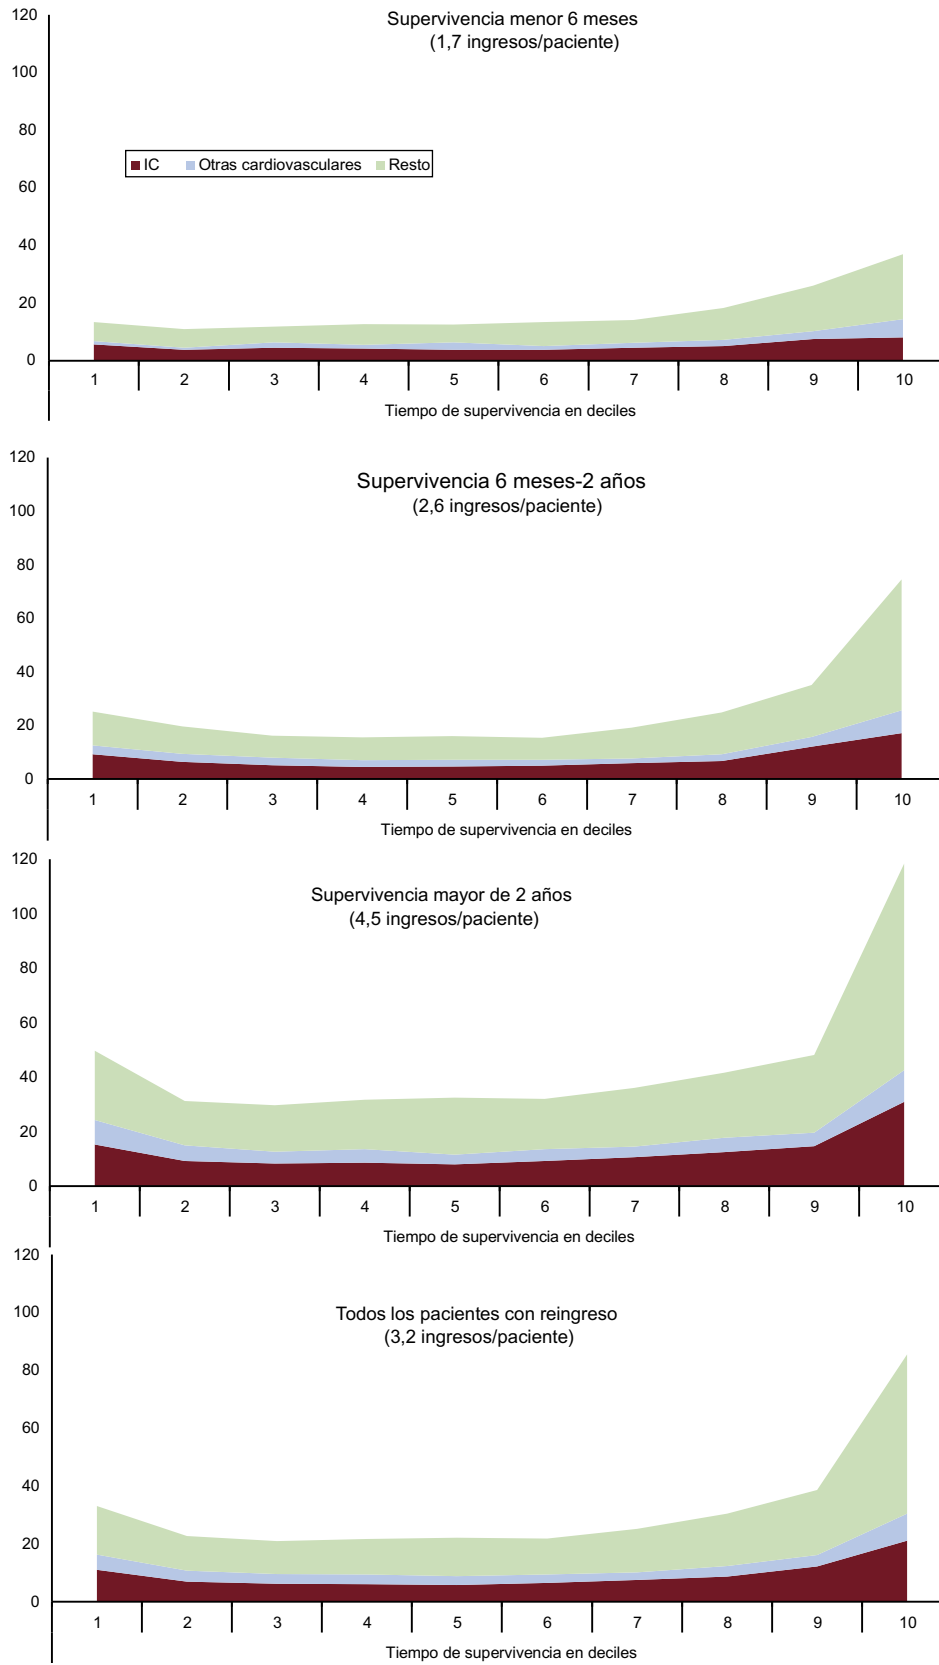 Supervivencia menor 6 meses
(1,7 ingresos/paciente)
120
100
80
60
40
20
0
IC Otras cardiovasculares Resto
1 2 3 4 5 6 7 8 9 10
Tiempo de supervivencia en deciles
Supervivencia 6 meses-2 años
(2,6 ingresos/paciente)
120
100
80
60
40
20
0
1 2 3 4 5 6 7 8 9 10
Tiempo de supervivencia en deciles
Supervivencia mayor de 2 años
(4,5 ingresos/paciente)
120
100
80
60
40
20
0
1 2 3 4 5 6 7 8 9 10
Tiempo de supervivencia en deciles
Todos los pacientes con reingreso
(3,2 ingresos/paciente)
120
100
80
60
40
20
0
1 2 3 4 5 6 7 8 9 10
Tiempo de supervivencia en deciles